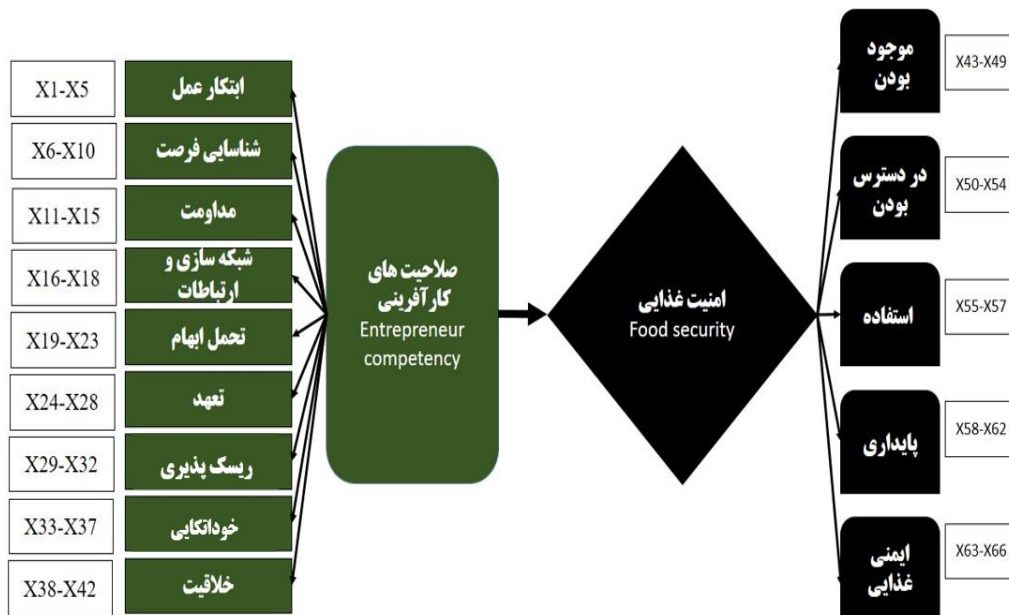 X1-X5
ابتکار عمل
X6-X10
شناسایی فرصت
X11-X15
مداومت
X16-X18
شبکه سازی و
ارتباطات
X19-X23
تحمل ابهام
X24-X28
تعهد
X29-X32
ریسک پذیری
X33-X37
خوداتکایی
X38-X42
خلاقیت
صلاحیت های
کارآفرینی
Entrepreneur
competency
امنیت غذایی
Food security
موجود
بودن
X43-X49
در دسترس
بودن
X50-X54
استفاده
X55-X57
پایداری
X58-X62
ایمنی
غذایی
X63-X66